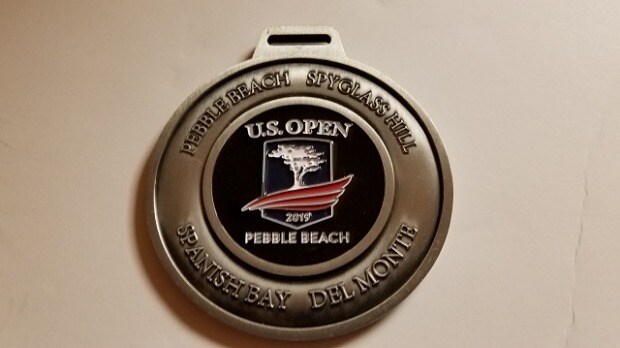 PEBBLE BEACH SPYGLASS HILL
U.S. OPEN
2019
PEBBLE BEACH
SPANISH BAY DEL MONTE